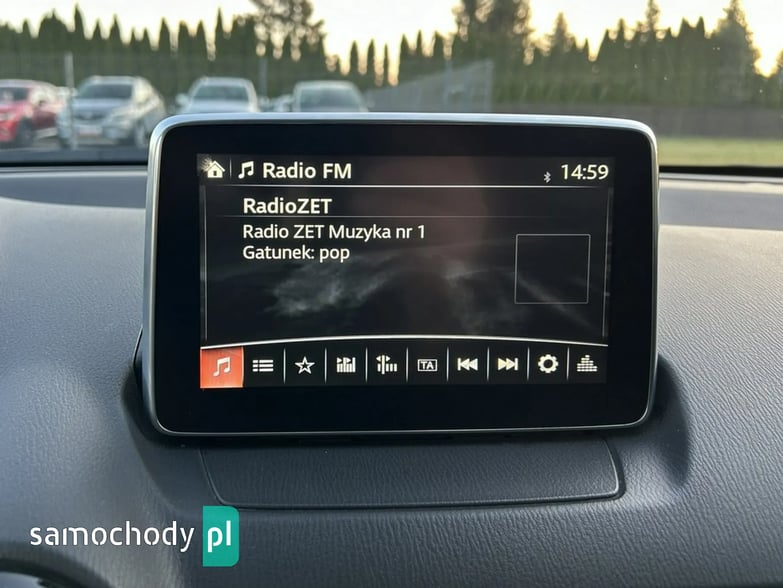 Radio FM
14:59
RadioZET
Radio ZET Muzyka nr 1
Gatunek: pop
TA
samochody pl